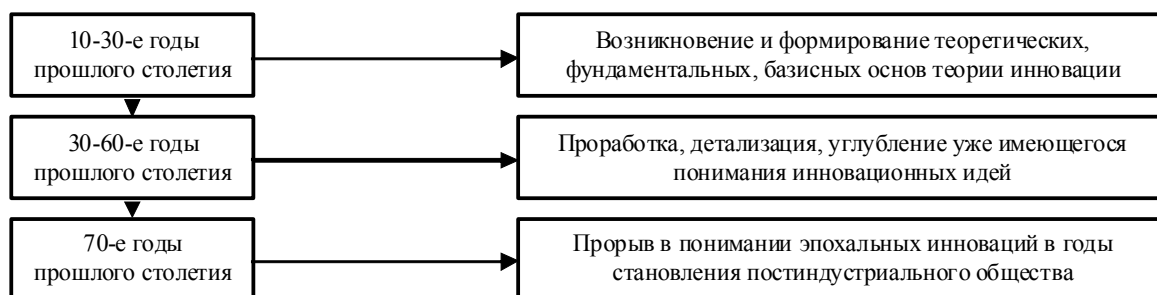 10-30-е годы
прошлого столетия
Возникновение и формирование теоретических,
фундаментальных, базисных основ теории инновации
30-60-е годы
прошлого столетия
Проработка, детализация, углубление уже имеющегося
понимания инновационных идей
70-е годы
прошлого столетия
Прорыв в понимании эпохальных инноваций в годы
становления постиндустриального общества